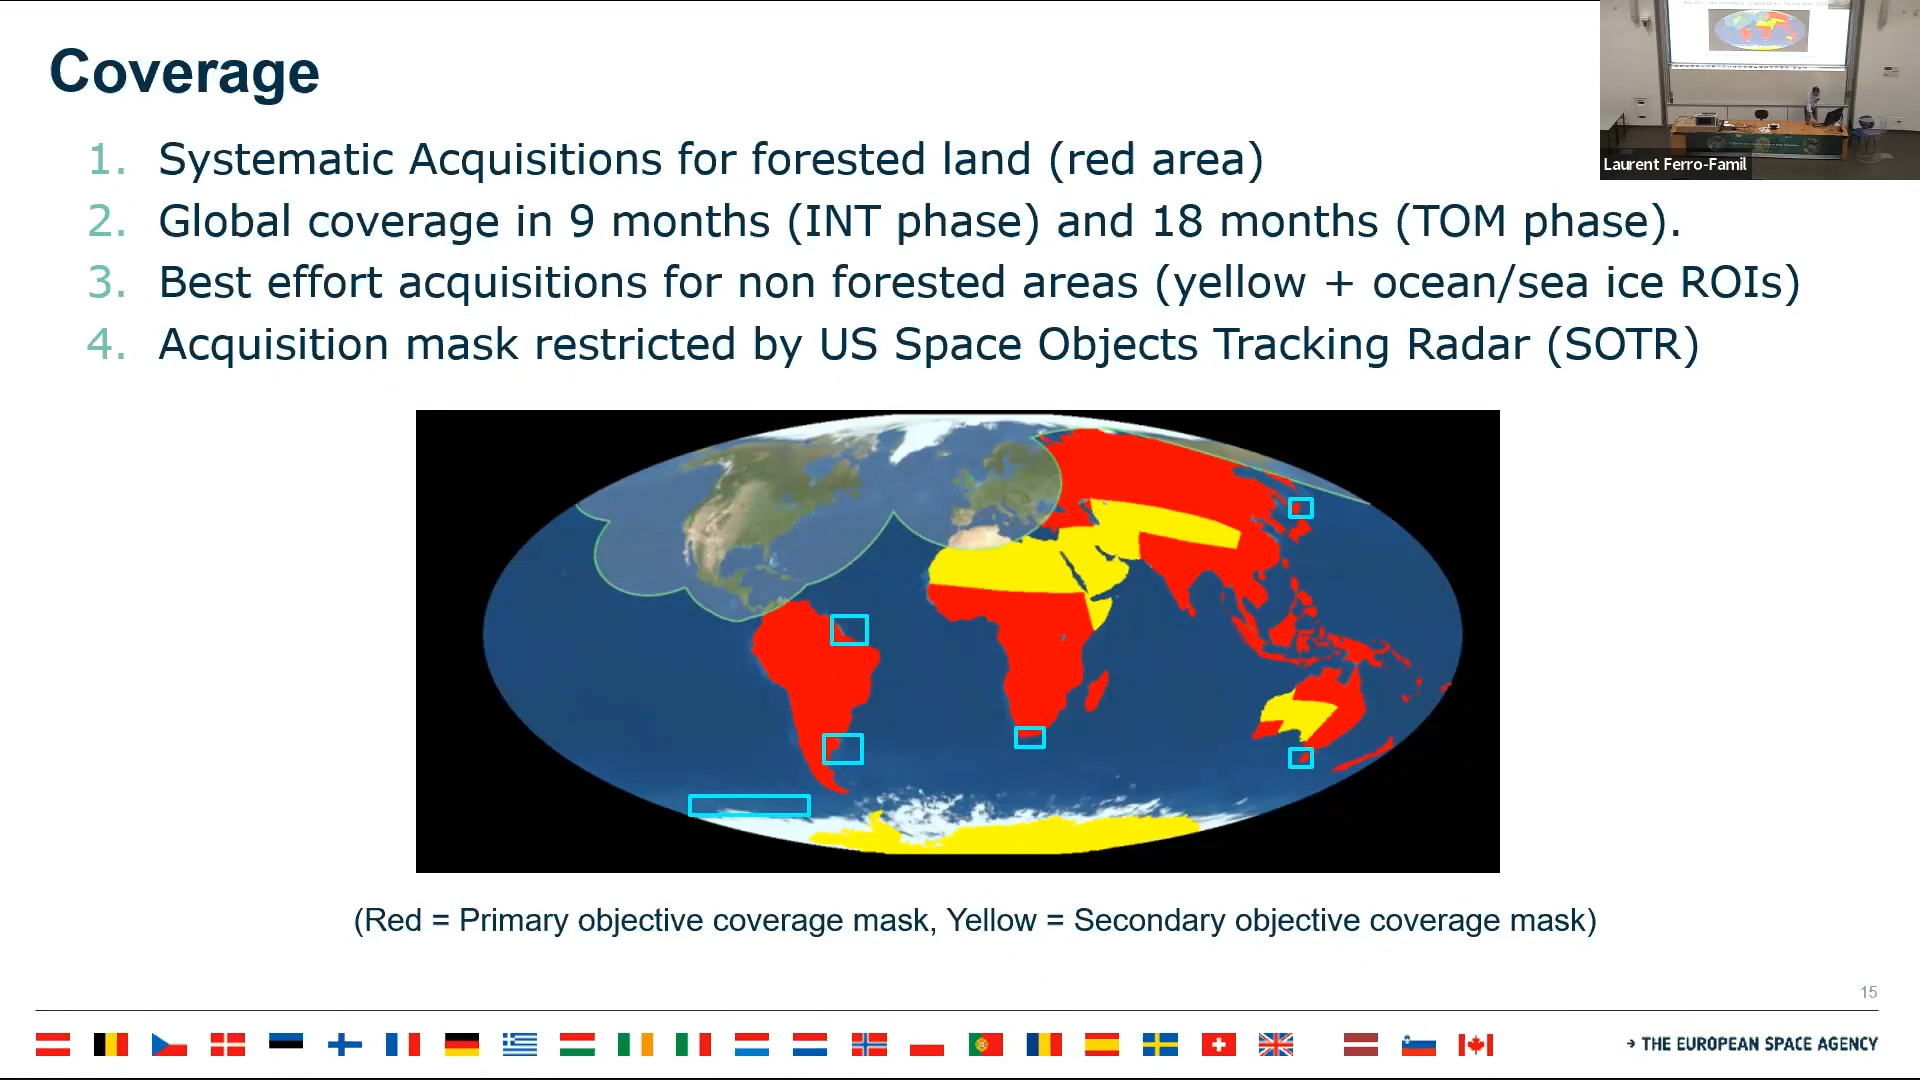 Coverage
1. Systematic Acquisitions for forested land (red area)
2. Global coverage in 9 months (INT phase) and 18 months (TOM phase).
3. Best effort acquisitions for non forested areas (yellow + ocean/sea ice ROIs)
4. Acquisition mask restricted by US Space Objects Tracking Radar (SOTR)
Laurent Ferro-Famil
(Red = Primary objective coverage mask, Yellow = Secondary objective coverage mask)
15
→ THE EUROPEAN SPACE AGENCY